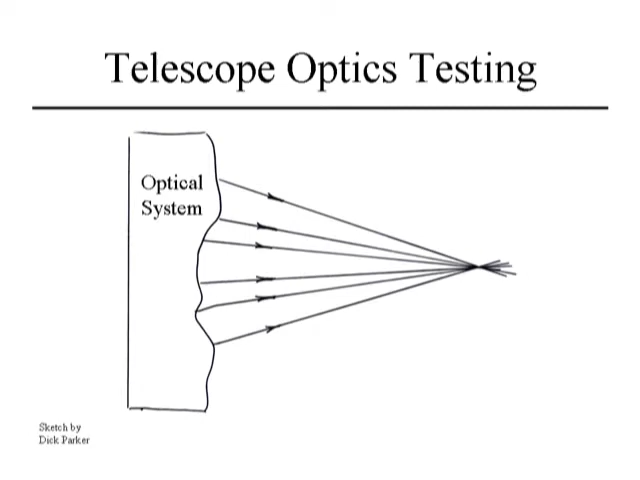 Telescope Optics Testing
Optical
System
Sketch by
Dick Parker